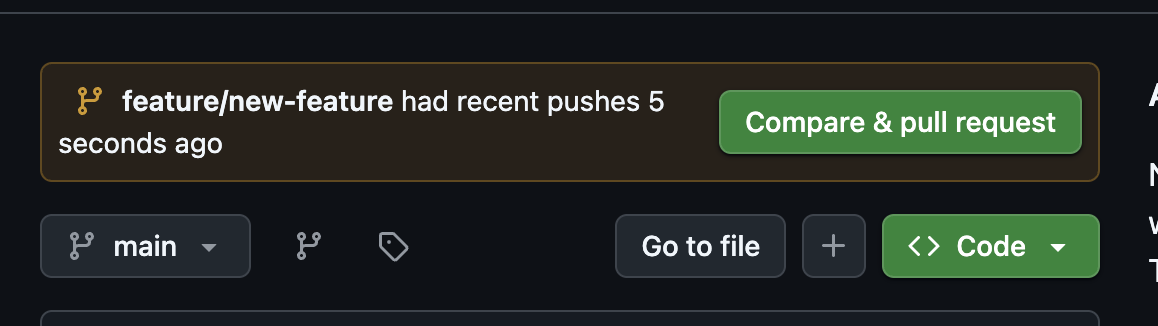 feature/new-feature had recent pushes 5
seconds ago
Compare & pull request
main
Go to file
Code